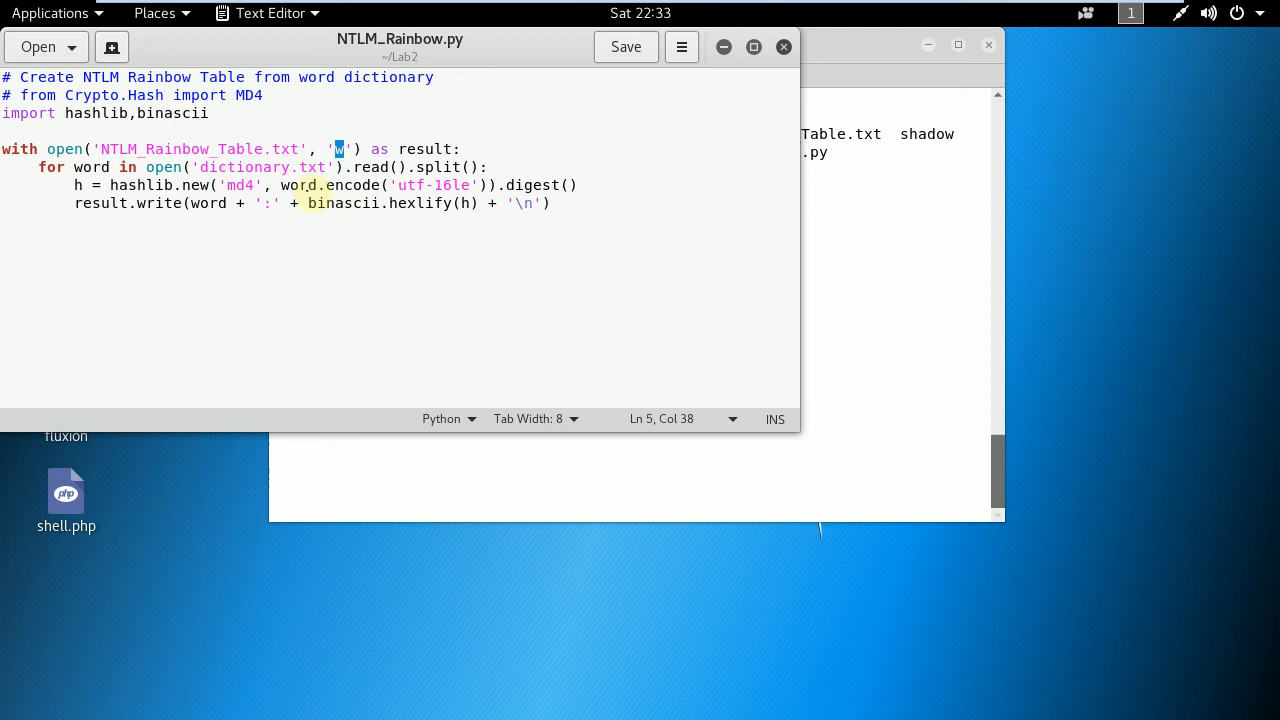 Applications Places Text Editor Sat 22:33 1
Open NTLM_Rainbow.py Save
~/Lab2
# Create NTLM Rainbow Table from word dictionary
# from Crypto.Hash import MD4
import hashlib,binascii
with open('NTLM_Rainbow_Table.txt', 'w') as result:
    for word in open('dictionary.txt').read().split():
        h = hashlib.new('md4', word.encode('utf-16le')).digest()
        result.write(word + ':' + binascii.hexlify(h) + '\n')
Table.txt shadow
.py
Python Tab Width: 8 Ln 5, Col 38 INS
fluxion
php
shell.php